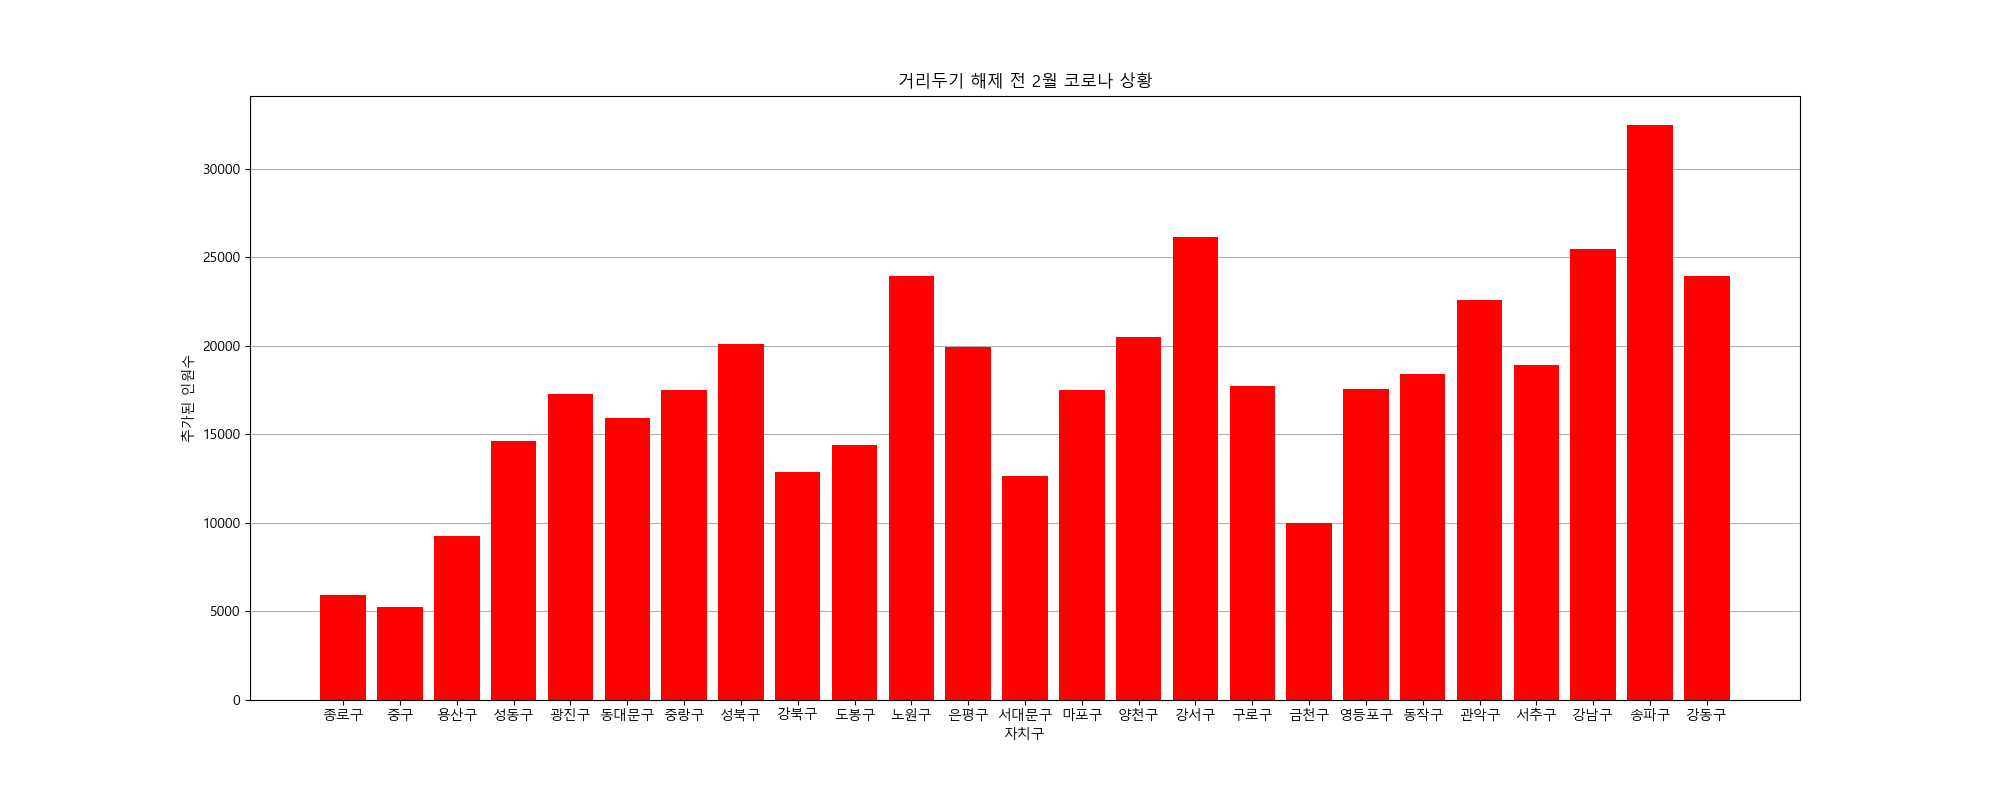 거리두기 해제 전 2월 코로나 상황
추가된 인원수
30000
25000
20000
15000
10000
5000
0
종로구 중구 용산구 성동구 광진구 동대문구 중랑구 성북구 강북구 도봉구 노원구 은평구 서대문구 마포구 양천구 강서구 구로구 금천구 영등포구 동작구 관악구 서추구 강남구 송파구 강동구
자치구